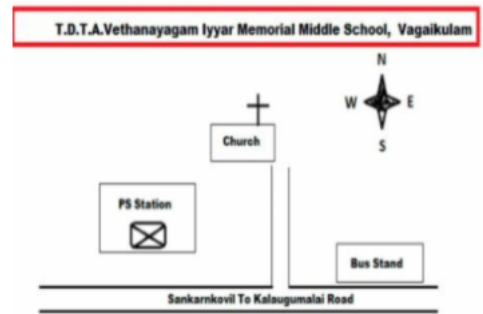 T.D.T.A.Vethanayagam Iyyar Memorial Middle School, Vagaikulam
N
W E
S
Church
PS Station
Bus Stand
Sankarnkovil To Kalaugumalai Road